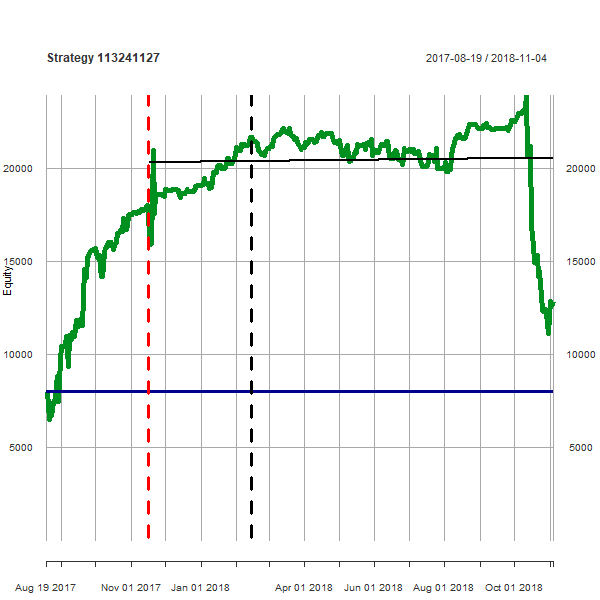 Strategy 113241127
2017-08-19 / 2018-11-04
20000
20000
15000
15000
Equity
10000
10000
5000
5000
Aug 19 2017
Nov 01 2017
Jan 01 2018
Apr 01 2018
Jun 01 2018
Aug 01 2018
Oct 01 2018